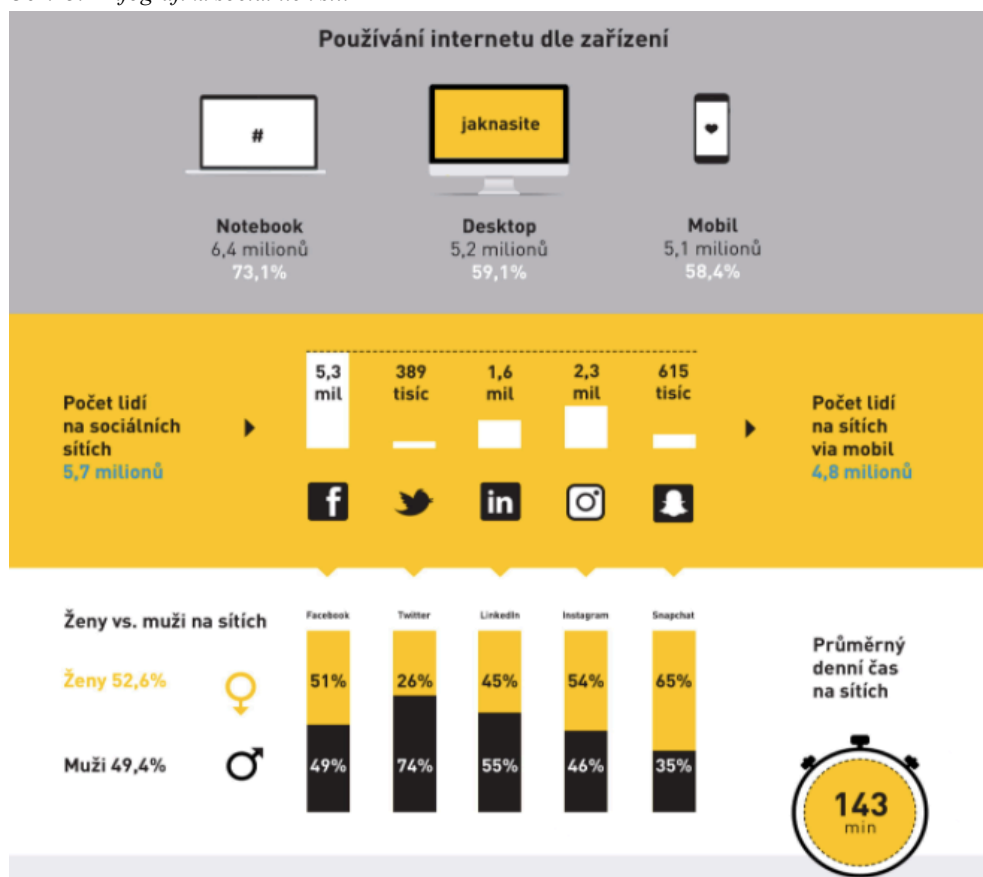 Používání internetu dle zařízení
#
jaknasite
Notebook
6,4 milionů
73,1%
Desktop
5,2 milionů
59,1%
Mobil
5,1 milionů
58,4%
Počet lidí
na sociálních
sítích
5,7 milionů
5,3
mil
389
tisíc
1,6
mil
2,3
mil
615
tisíc
Počet lidí
na sítích
via mobil
4,8 milionů
f
in
Ženy vs. muži na sítích
Ženy 52,6%
Muži 49,4%
Facebook
Twitter
LinkedIn
Instagram
Snapchat
51%
26%
45%
54%
65%
49%
74%
55%
46%
35%
Průměrný
denní čas
na sítích
143
min